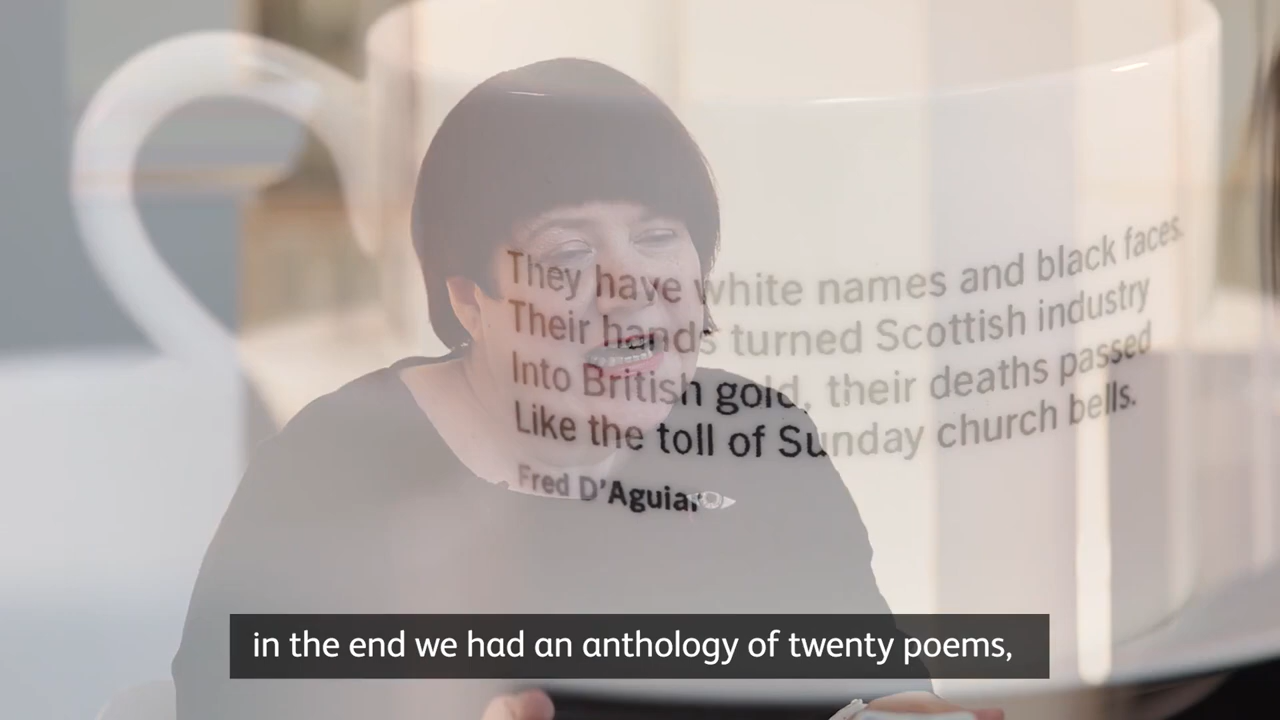 They have white names and black faces.
Their hands turned Scottish industry
Into British gold, their deaths passed
Like the toll of Sunday church bells.
Fred D'Aguiar
in the end we had an anthology of twenty poems,